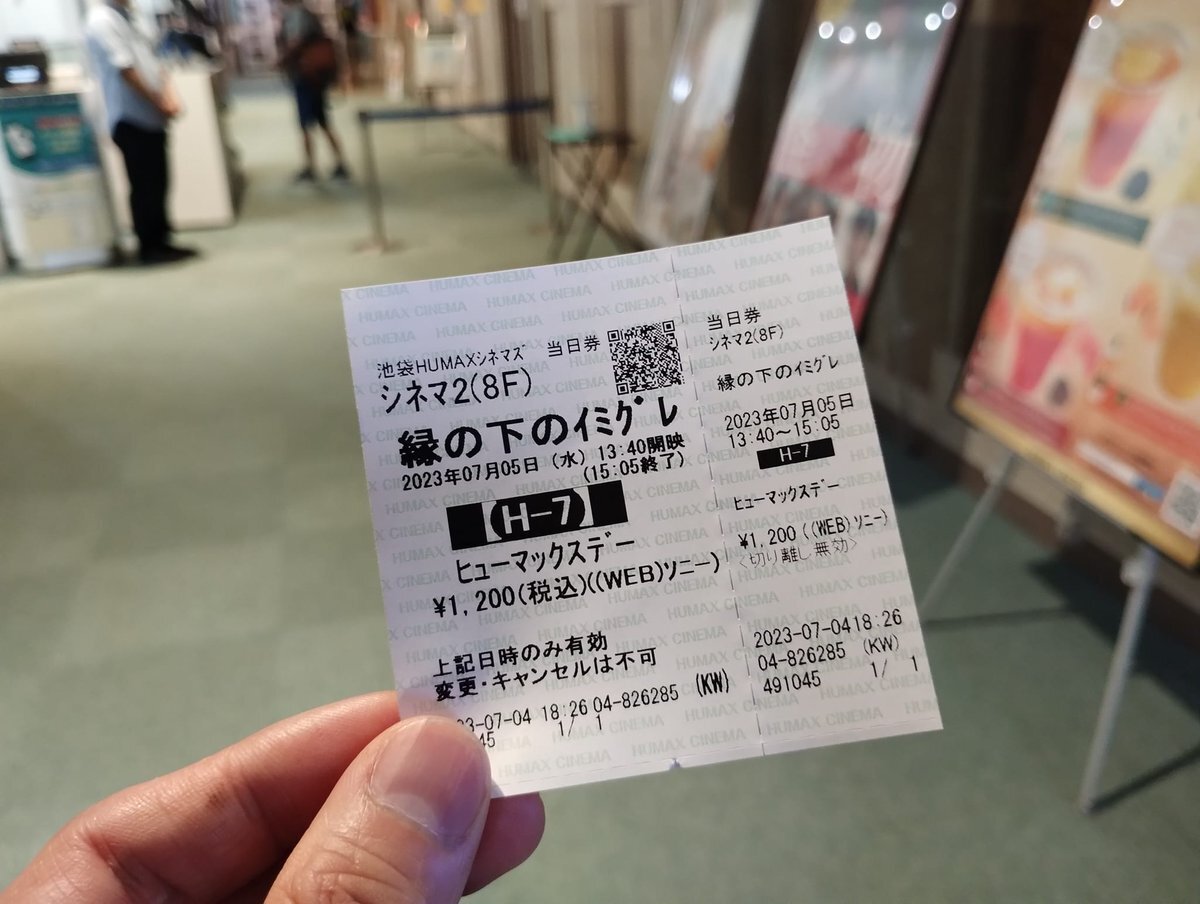 池袋HUMAXシネマズ 当日券
シネマ2(8F)
縁の下のイミグレ
2023年07月05日 (水) 13:40開映
(15:05終了)
【H-7】
ヒューマックスデー
¥1,200(税込)((WEB)ソニー)
上記日時のみ有効
変更・キャンセルは不可
23-07-04 18:26 04-826285 (KW)
45 1/ 1
当日券
シネマ2(8F)
縁の下のイミグレ
2023年07月05日
13:40～15:05
H-7
ヒューマックスデー
¥1,200 ((WEB)ソニー)
<切り離し無効>
2023-07-04 18:26
04-826285 (KW)
491045 1/ 1
HUMAX CINEMA